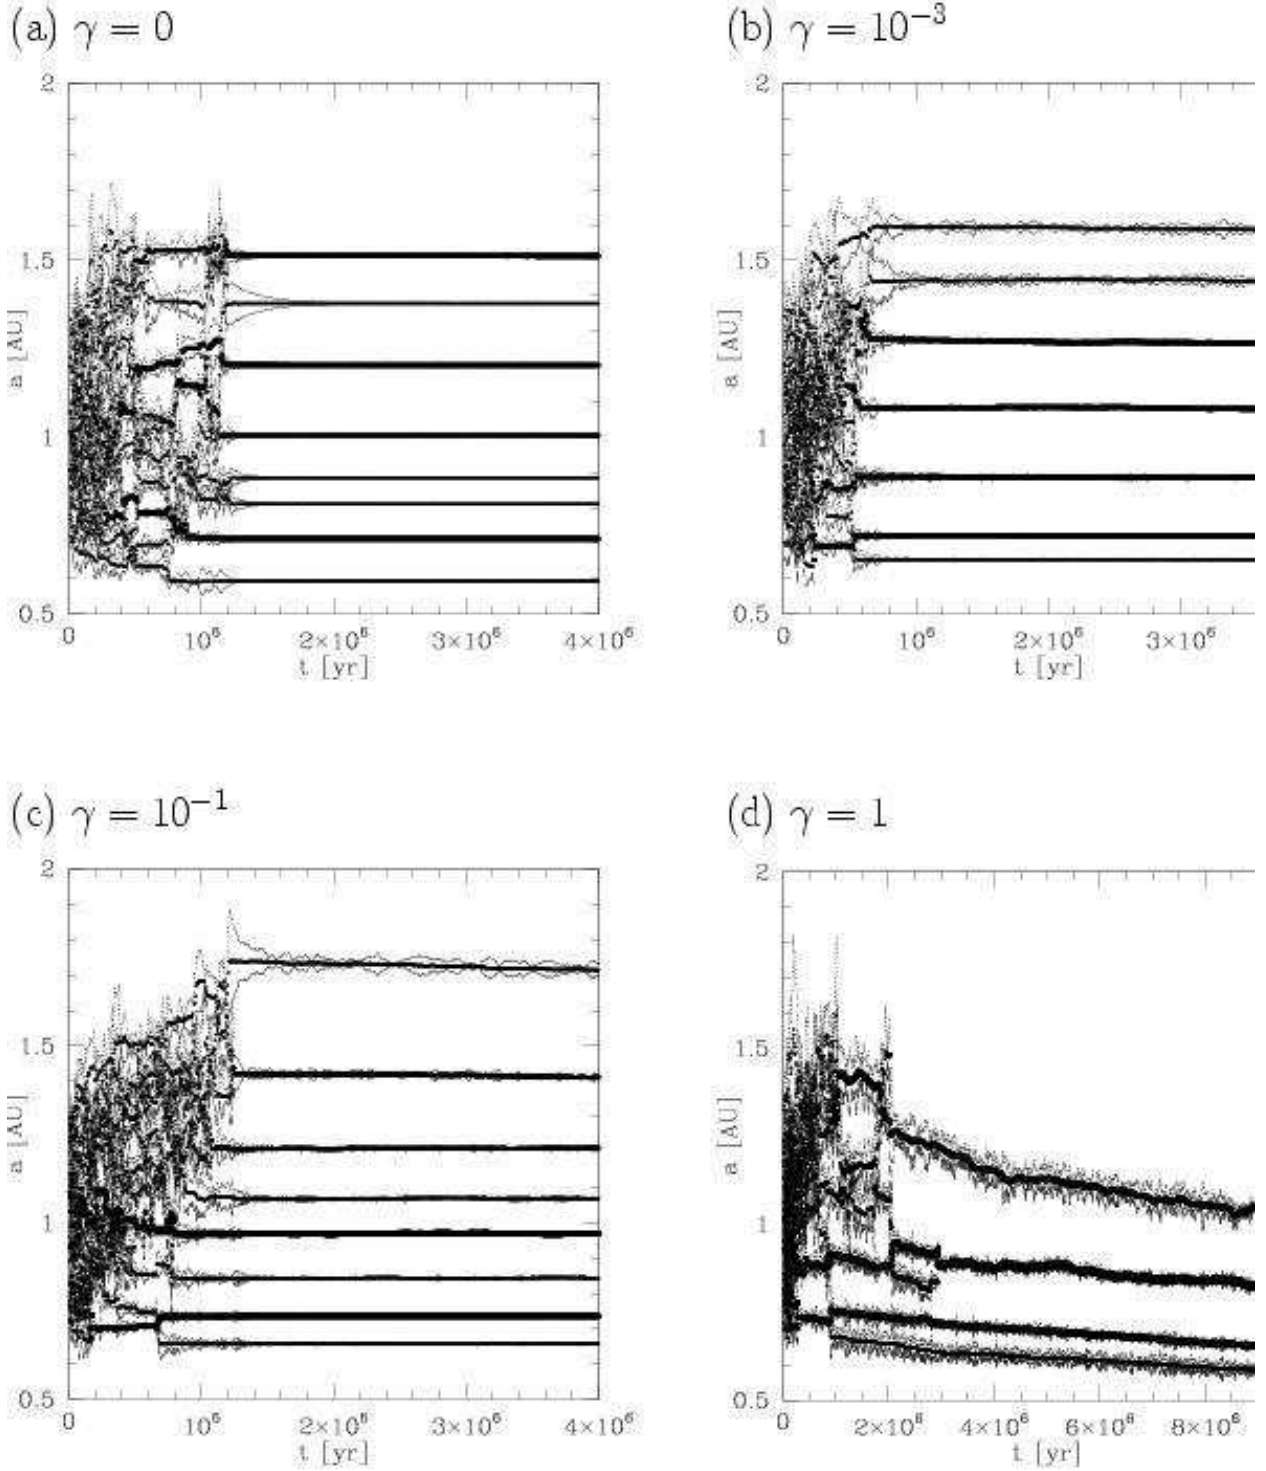 (a) γ = 0
(b) γ = 10⁻³
2
1.5
a [AU]
1
0.5
0
10⁶
2×10⁶
3×10⁶
4×10⁶
t [yr]
2
1.5
a [AU]
1
0.5
0
10⁶
2×10⁶
3×10⁶
t [yr]
(c) γ = 10⁻¹
(d) γ = 1
2
1.5
a [AU]
1
0.5
0
10⁶
2×10⁶
3×10⁶
4×10⁶
t [yr]
2
1.5
a [AU]
1
0.5
0
2×10⁶
4×10⁶
6×10⁶
8×10⁶
t [yr]